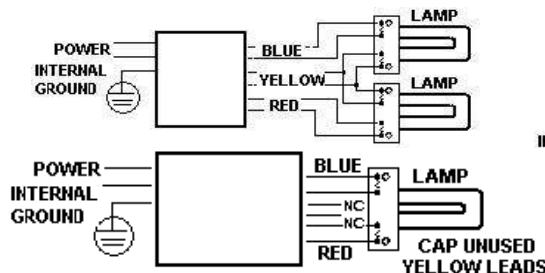 LAMP
POWER
BLUE
INTERNAL
GROUND
YELLOW
LAMP
RED
POWER
BLUE
LAMP
INTERNAL
GROUND
NC
NC
RED
CAP UNUSED
YELLOW LEADS